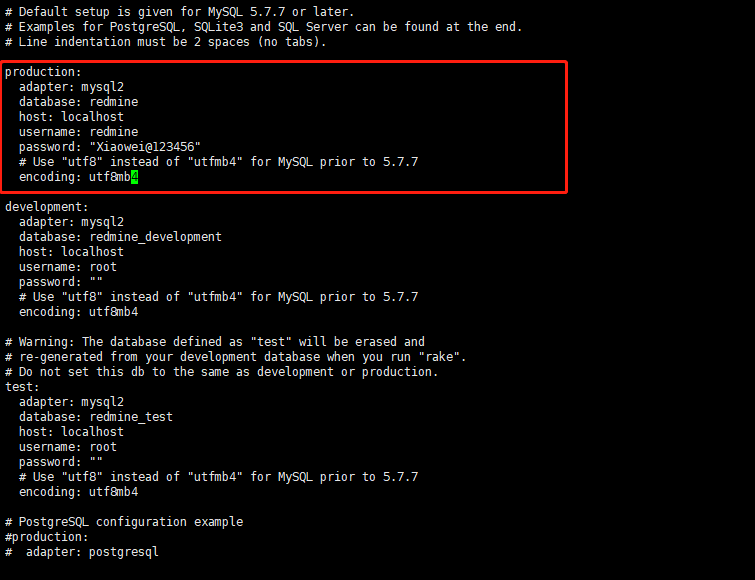 # Default setup is given for MySQL 5.7.7 or later.
# Examples for PostgreSQL, SQLite3 and SQL Server can be found at the end.
# Line indentation must be 2 spaces (no tabs).

production:
  adapter: mysql2
  database: redmine
  host: localhost
  username: redmine
  password: "Xiaowei@123456"
  # Use "utf8" instead of "utfmb4" for MySQL prior to 5.7.7
  encoding: utf8mb4

development:
  adapter: mysql2
  database: redmine_development
  host: localhost
  username: root
  password: ""
  # Use "utf8" instead of "utfmb4" for MySQL prior to 5.7.7
  encoding: utf8mb4

# Warning: The database defined as "test" will be erased and
# re-generated from your development database when you run "rake".
# Do not set this db to the same as development or production.
test:
  adapter: mysql2
  database: redmine_test
  host: localhost
  username: root
  password: ""
  # Use "utf8" instead of "utfmb4" for MySQL prior to 5.7.7
  encoding: utf8mb4

# PostgreSQL configuration example
#production:
#  adapter: postgresql